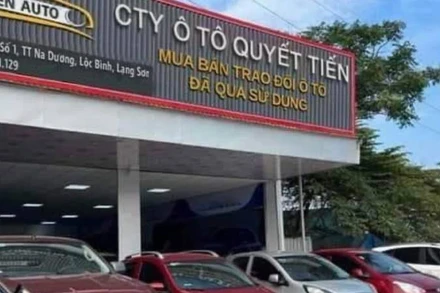 EN AUTO
CTY Ô TÔ QUYẾT TIẾN
Số 1, TT Na Dương, Lộc Bình, Lạng Sơn
.129
MUA BÁN TRAO ĐỔI Ô TÔ
ĐÃ QUA SỬ DỤNG